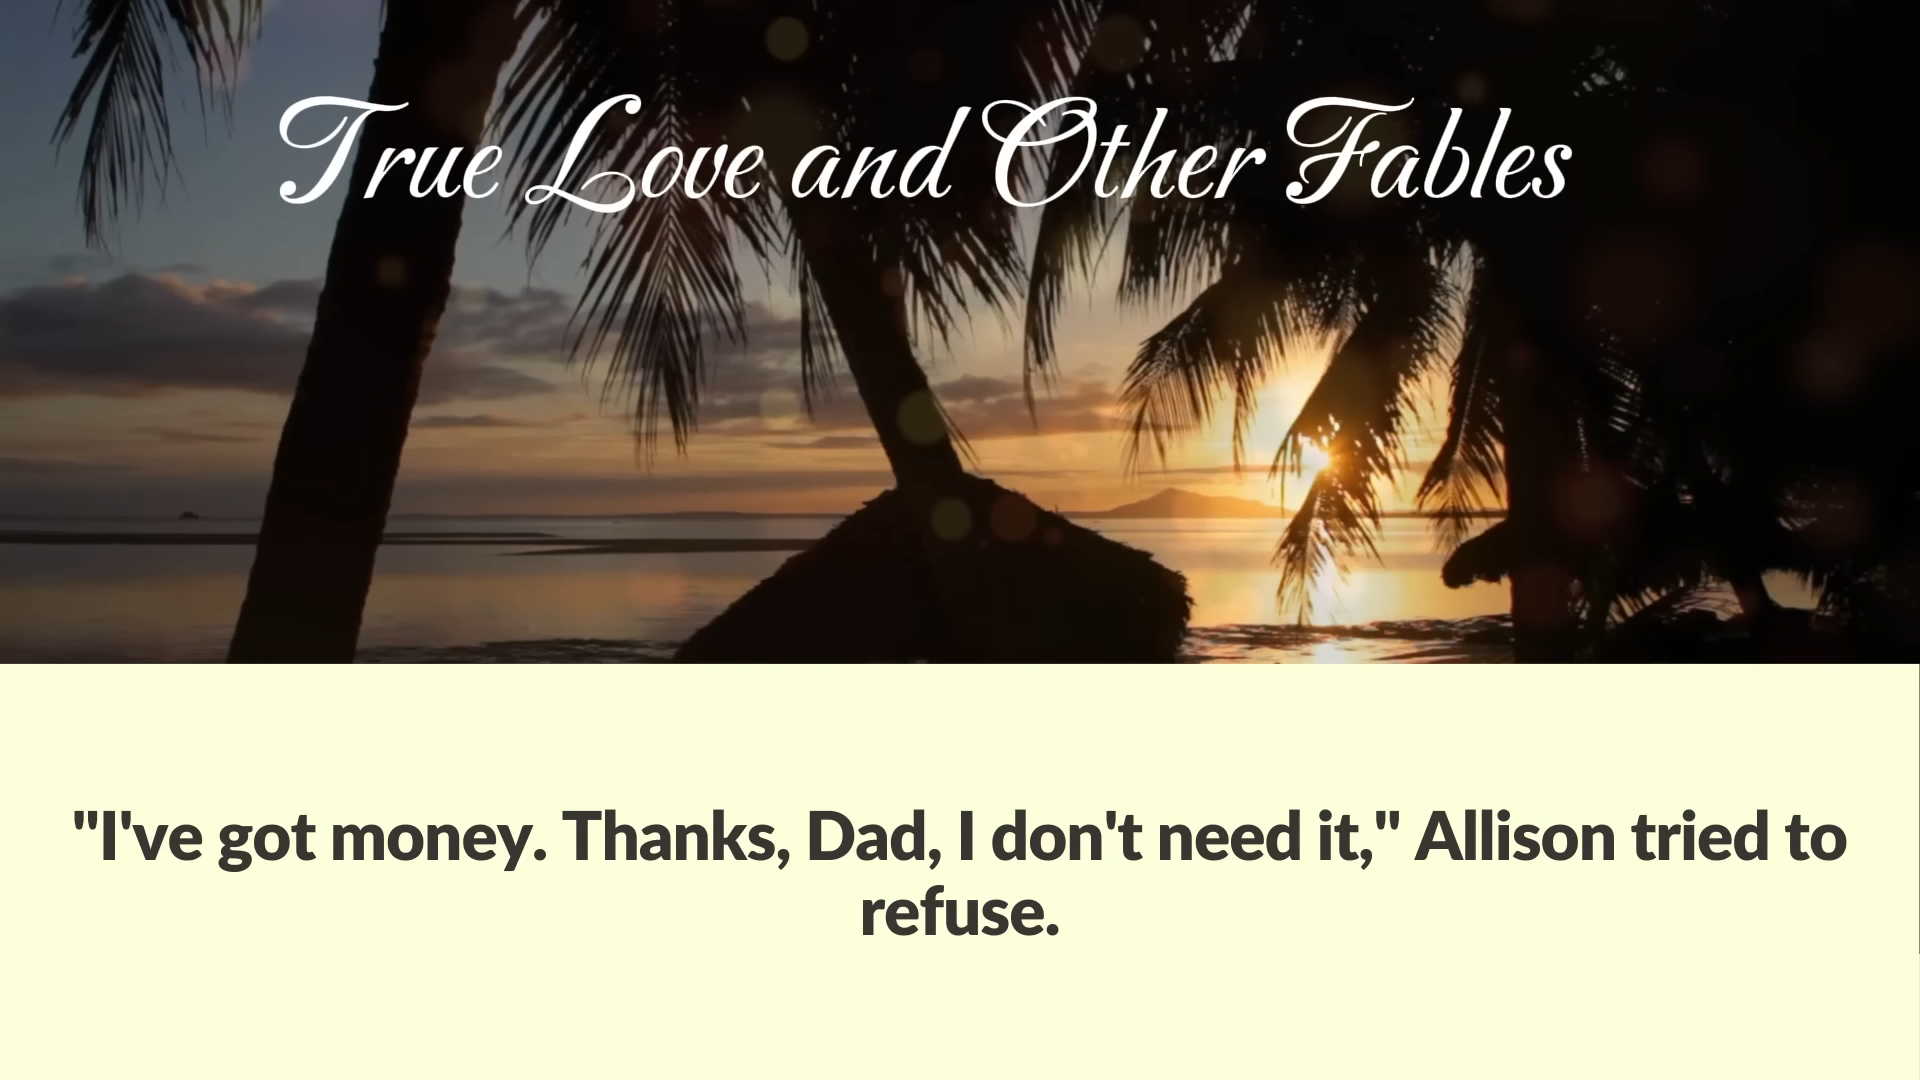 True Love and Other Fables
"I've got money. Thanks, Dad, I don't need it," Allison tried to
refuse.